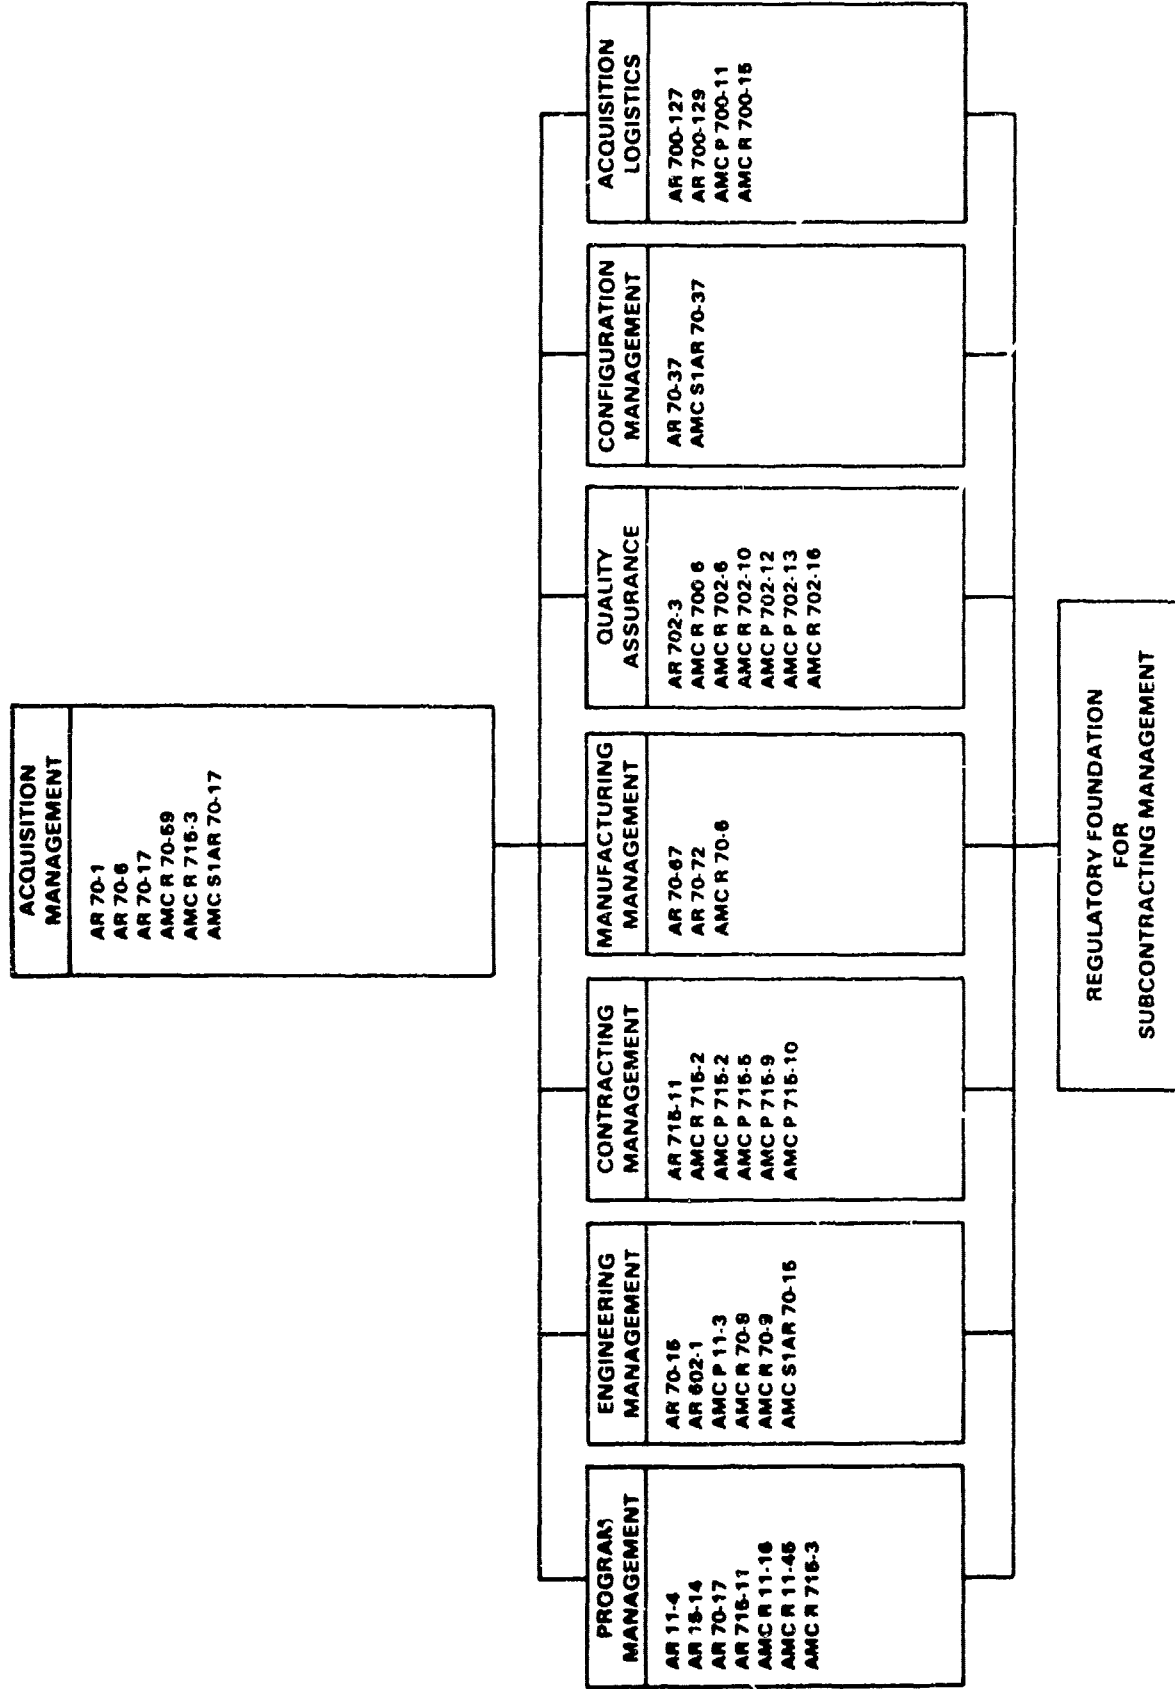 ACQUISITION
MANAGEMENT
AR 70-1
AR 70-6
AR 70-17
AMC R 70-59
AMC R 715-3
AMC S1AR 70-17
PROGRAM
MANAGEMENT
AR 11-4
AR 15-14
AR 70-17
AR 715-11
AMC R 11-16
AMC R 11-45
AMC R 715-3
ENGINEERING
MANAGEMENT
AR 70-15
AR 602-1
AMC P 11-3
AMC R 70-8
AMC R 70-9
AMC S1AR 70-15
CONTRACTING
MANAGEMENT
AR 715-11
AMC R 715-2
AMC P 715-2
AMC P 715-5
AMC P 715-9
AMC P 715-10
MANUFACTURING
MANAGEMENT
AR 70-67
AR 70-72
AMC R 70-6
QUALITY
ASSURANCE
AR 702-3
AMC R 700 6
AMC R 702-6
AMC R 702-10
AMC P 702-12
AMC P 702-13
AMC R 702-16
CONFIGURATION
MANAGEMENT
AR 70-37
AMC S1AR 70-37
ACQUISITION
LOGISTICS
AR 700-127
AR 700-129
AMC P 700-11
AMC R 700-15
REGULATORY FOUNDATION
FOR
SUBCONTRACTING MANAGEMENT